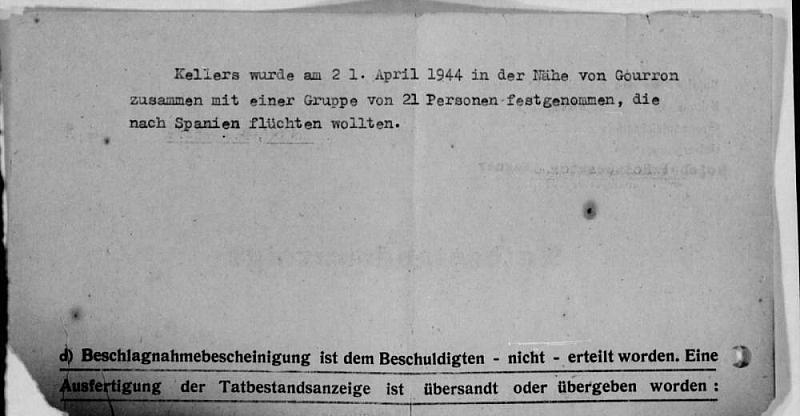 Kellers wurde am 2 1. April 1944 in der Nähe von Gourron
zusammen mit einer Gruppe von 21 Personen festgenommen, die
nach Spanien flüchten wollten.
d) Beschlagnahmebescheinigung ist dem Beschuldigten - nicht - erteilt worden. Eine
Ausfertigung der Tatbestandsanzeige ist übersandt oder übergeben worden :